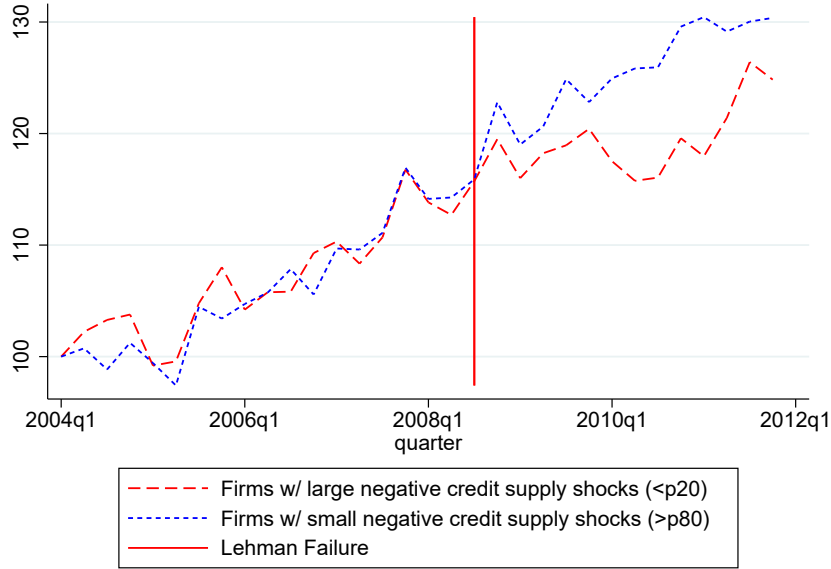 130
120
110
100
2004q1 2006q1 2008q1 2010q1 2012q1
quarter
Firms w/ large negative credit supply shocks (<p20)
Firms w/ small negative credit supply shocks (>p80)
Lehman Failure